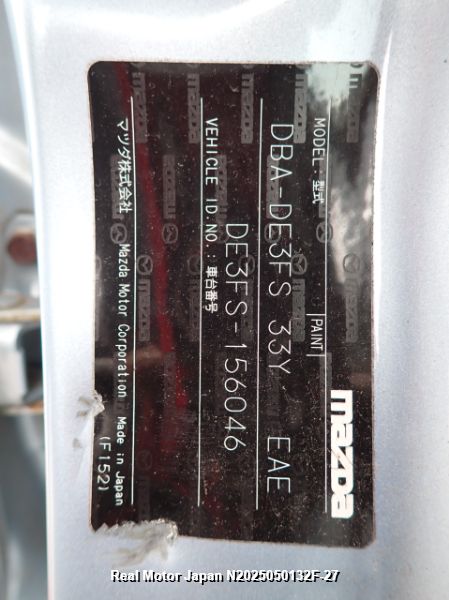 mazda
MODEL:型式 PAINT
DBA-DE3FS 33Y EAE
VEHICLE ID NO.:車台番号
DE3FS-156046
マツダ株式会社 Mazda Motor Corporation Made in Japan
(F152)
Real Motor Japan N2025050132F-27